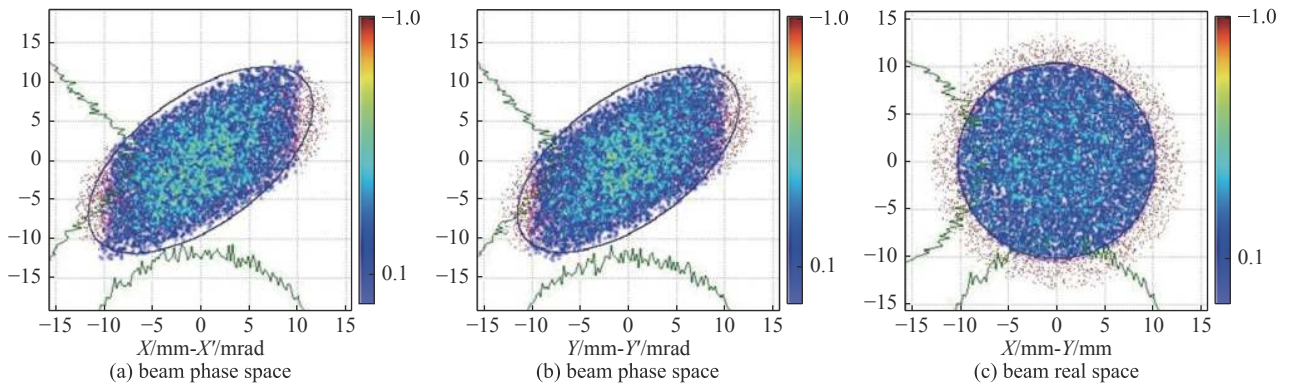 −1.0 −1.0 −1.0
15 15 15
10 10 10
5 5 5
0 0 0
−5 −5 −5
−10 −10 −10
0.1 0.1 0.1
−15 −15 −15
−15 −10 −5 0 5 10 15 −15 −10 −5 0 5 10 15 −15 −10 −5 0 5 10 15
X/mm-X′/mrad Y/mm-Y′/mrad X/mm-Y/mm
(a) beam phase space (b) beam phase space (c) beam real space